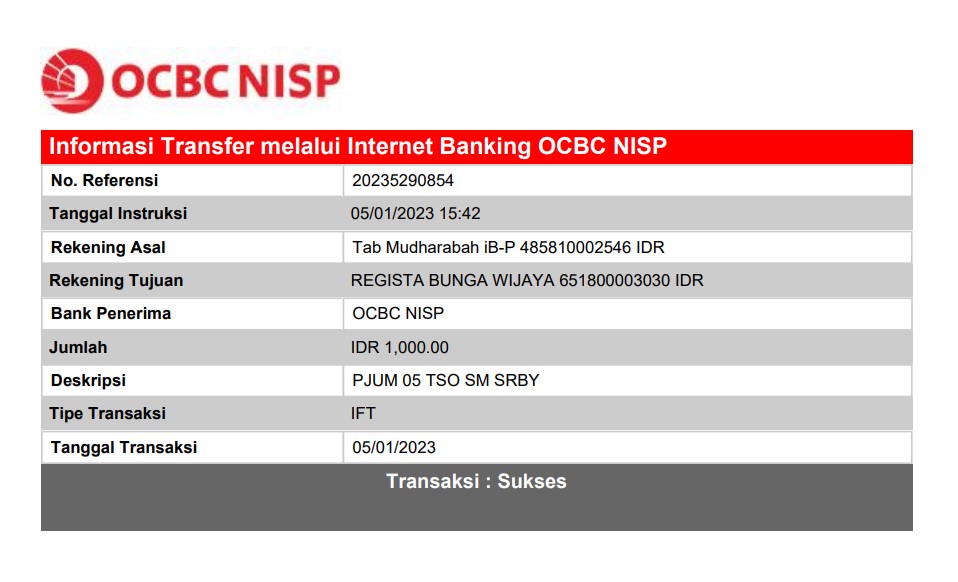 OCBC NISP
Informasi Transfer melalui Internet Banking OCBC NISP
No. Referensi 20235290854
Tanggal Instruksi 05/01/2023 15:42
Rekening Asal Tab Mudharabah iB-P 485810002546 IDR
Rekening Tujuan REGISTA BUNGA WIJAYA 651800003030 IDR
Bank Penerima OCBC NISP
Jumlah IDR 1,000.00
Deskripsi PJUM 05 TSO SM SRBY
Tipe Transaksi IFT
Tanggal Transaksi 05/01/2023
Transaksi : Sukses